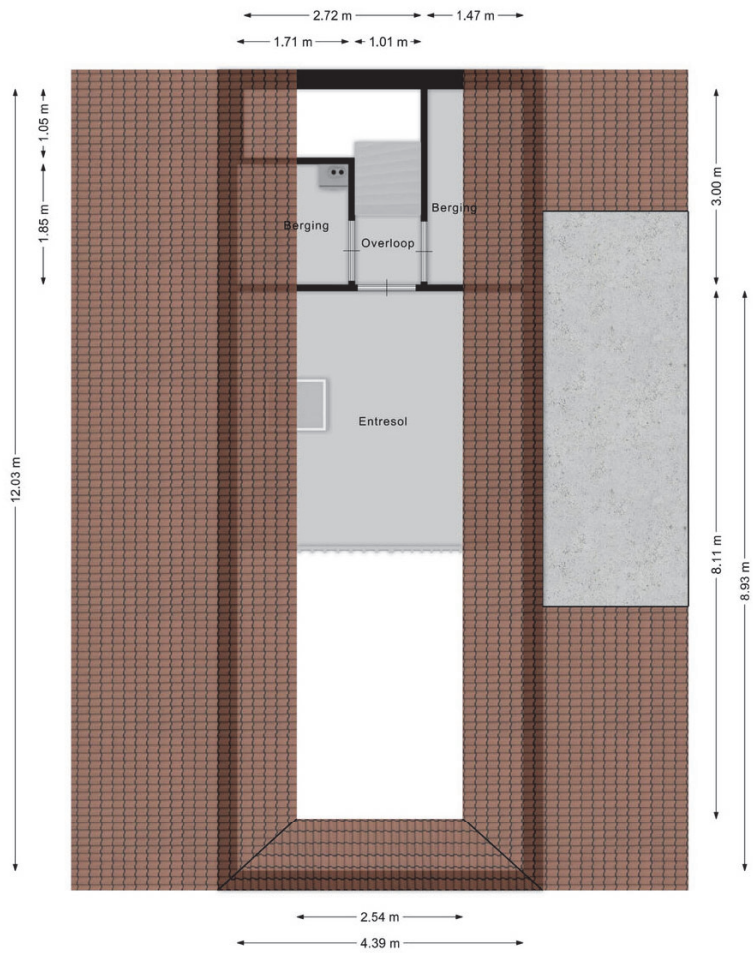 2.72 m
1.47 m
1.71 m
1.01 m
1.05 m
3.00 m
1.85 m
Berging
Berging
Overloop
Entresol
12.03 m
8.11 m
8.93 m
2.54 m
4.39 m